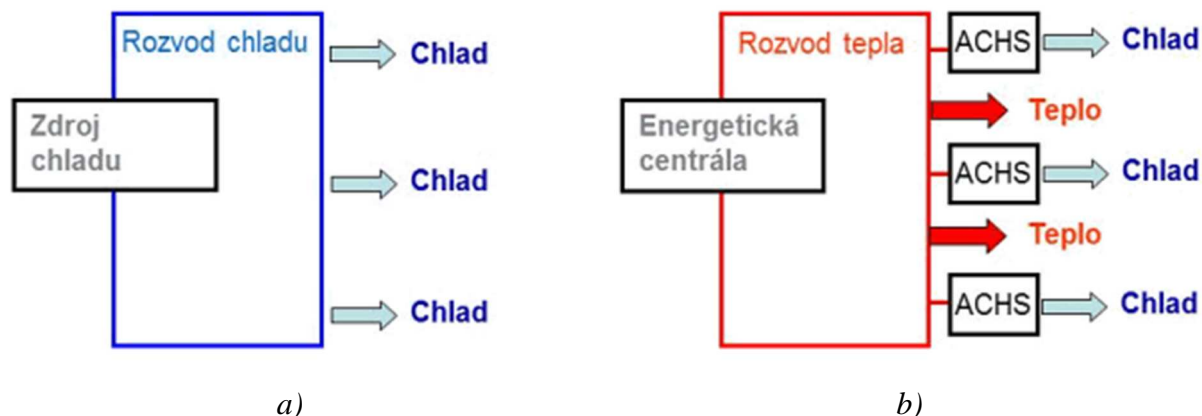 Rozvod chladu
Chlad
Zdroj
chladu
Chlad
Chlad
a)
Rozvod tepla
ACHS
Chlad
Teplo
Energetická
centrála
ACHS
Chlad
Teplo
ACHS
Chlad
b)